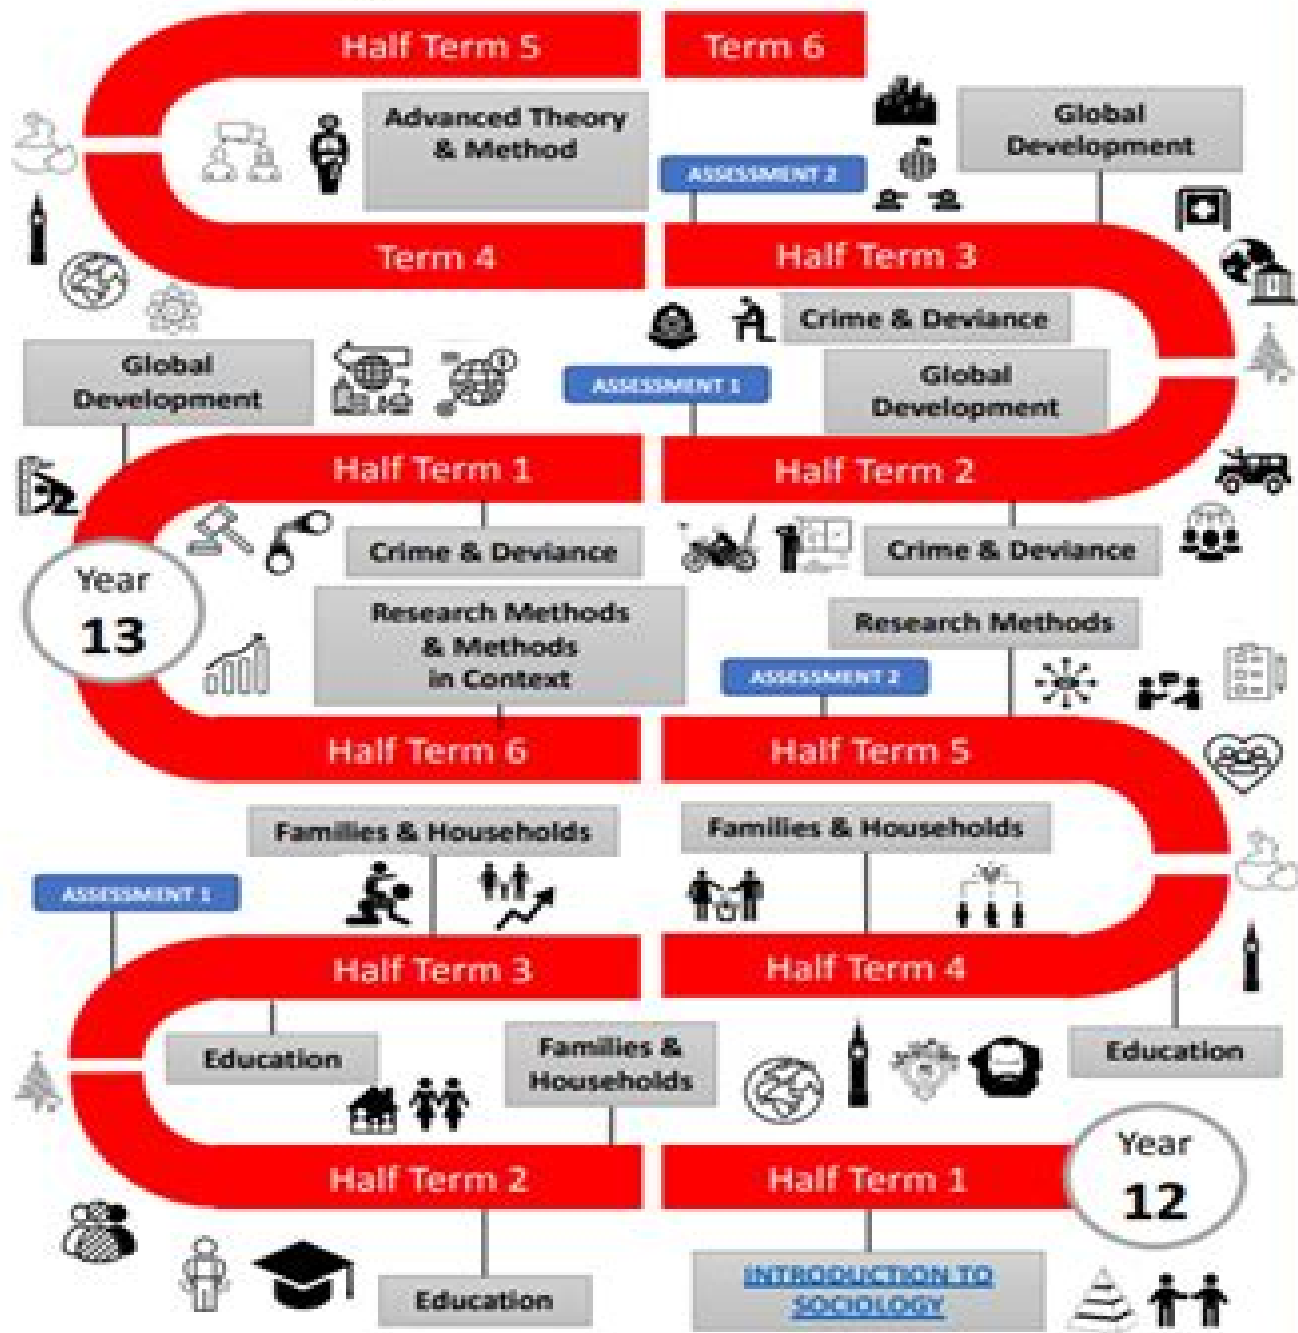 Half Term 5
Term 6
Advanced Theory
& Method
Global
Development
ASSESSMENT 2
Term 4
Half Term 3
Crime & Deviance
Global
Development
ASSESSMENT 1
Global
Development
Half Term 1
Half Term 2
Crime & Deviance
Crime & Deviance
Year
13
Research Methods
& Methods
in Context
Research Methods
ASSESSMENT 2
Half Term 6
Half Term 5
Families & Households
Families & Households
ASSESSMENT 1
Half Term 3
Half Term 4
Education
Families &
Households
Education
Half Term 2
Half Term 1
Year
12
Education
INTRODUCTION TO
SOCIOLOGY